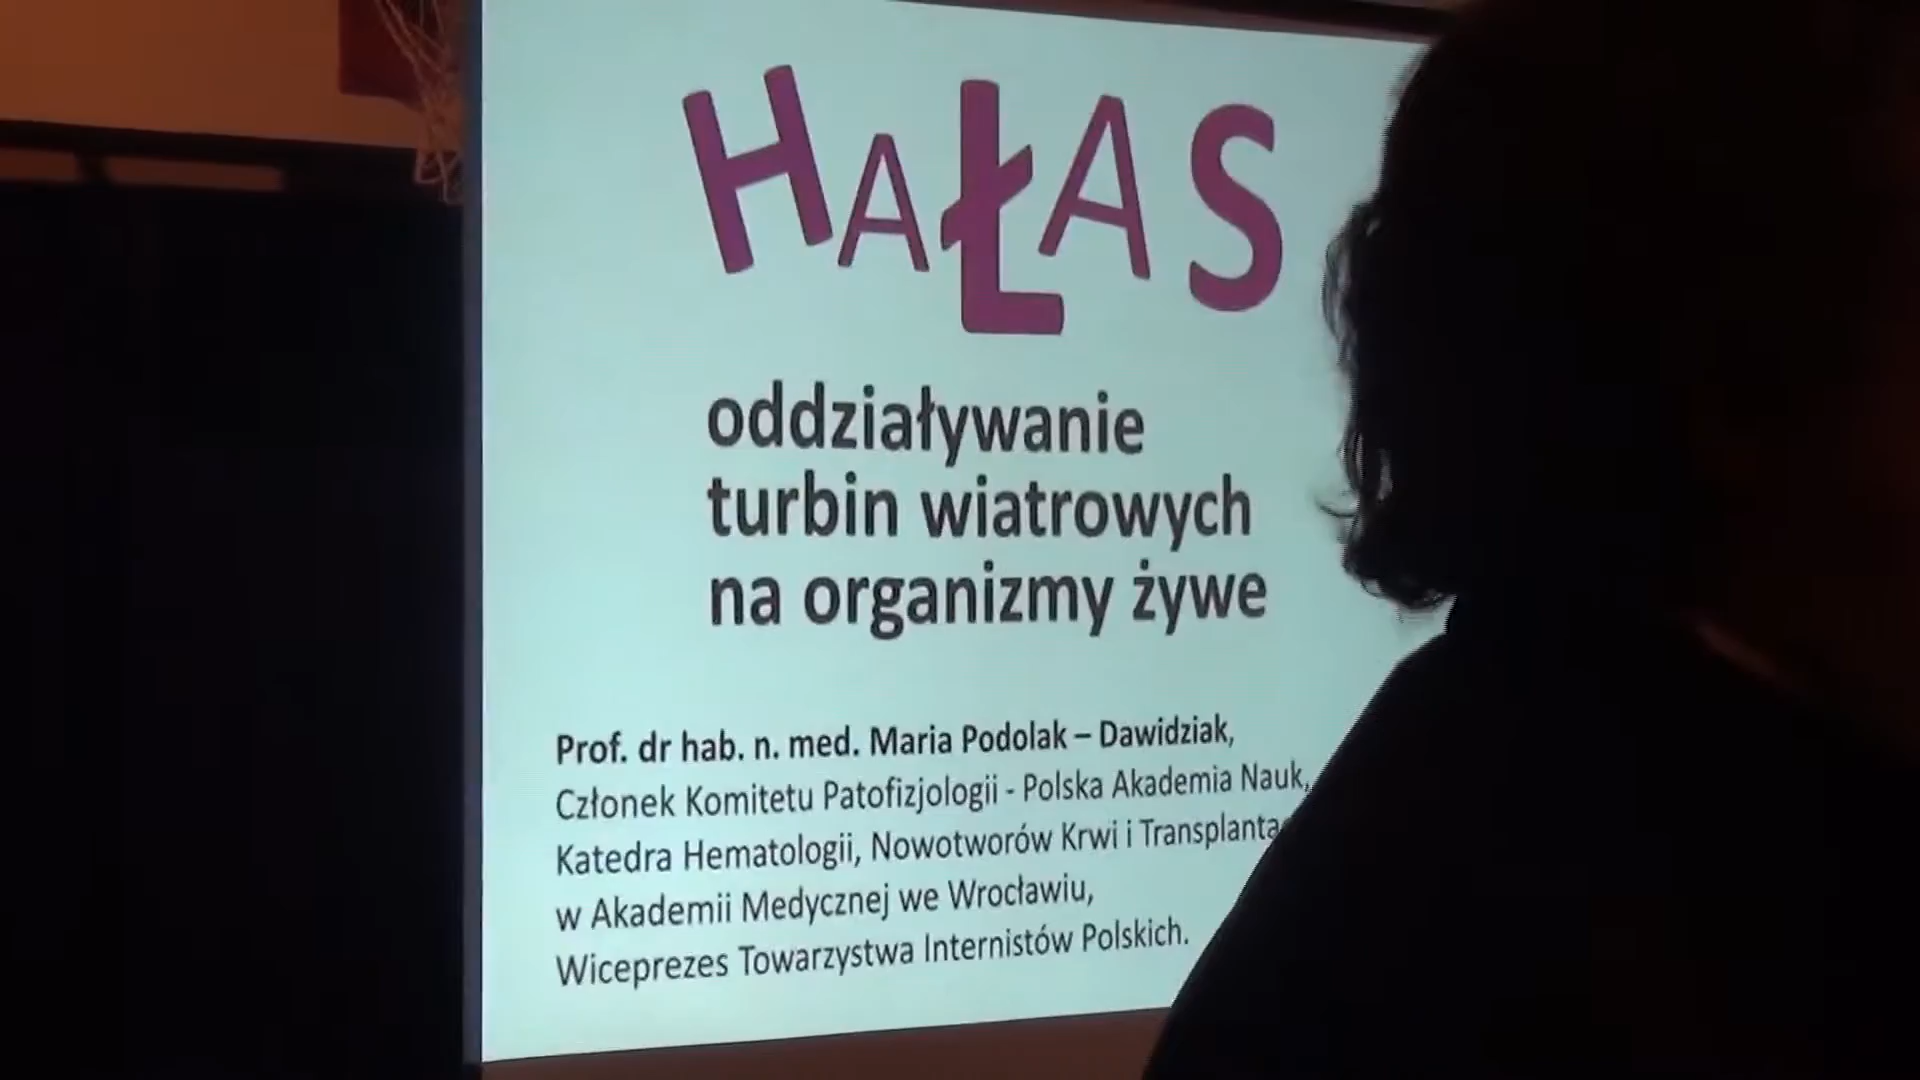 HAŁAS
oddziaływanie
turbin wiatrowych
na organizmy żywe
Prof. dr hab. n. med. Maria Podolak – Dawidziak,
Członek Komitetu Patofizjologii - Polska Akademia Nauk,
Katedra Hematologii, Nowotworów Krwi i
w Akademii Medycznej we Wrocławiu,
Wiceprezes Towarzystwa Internistów Polskich.